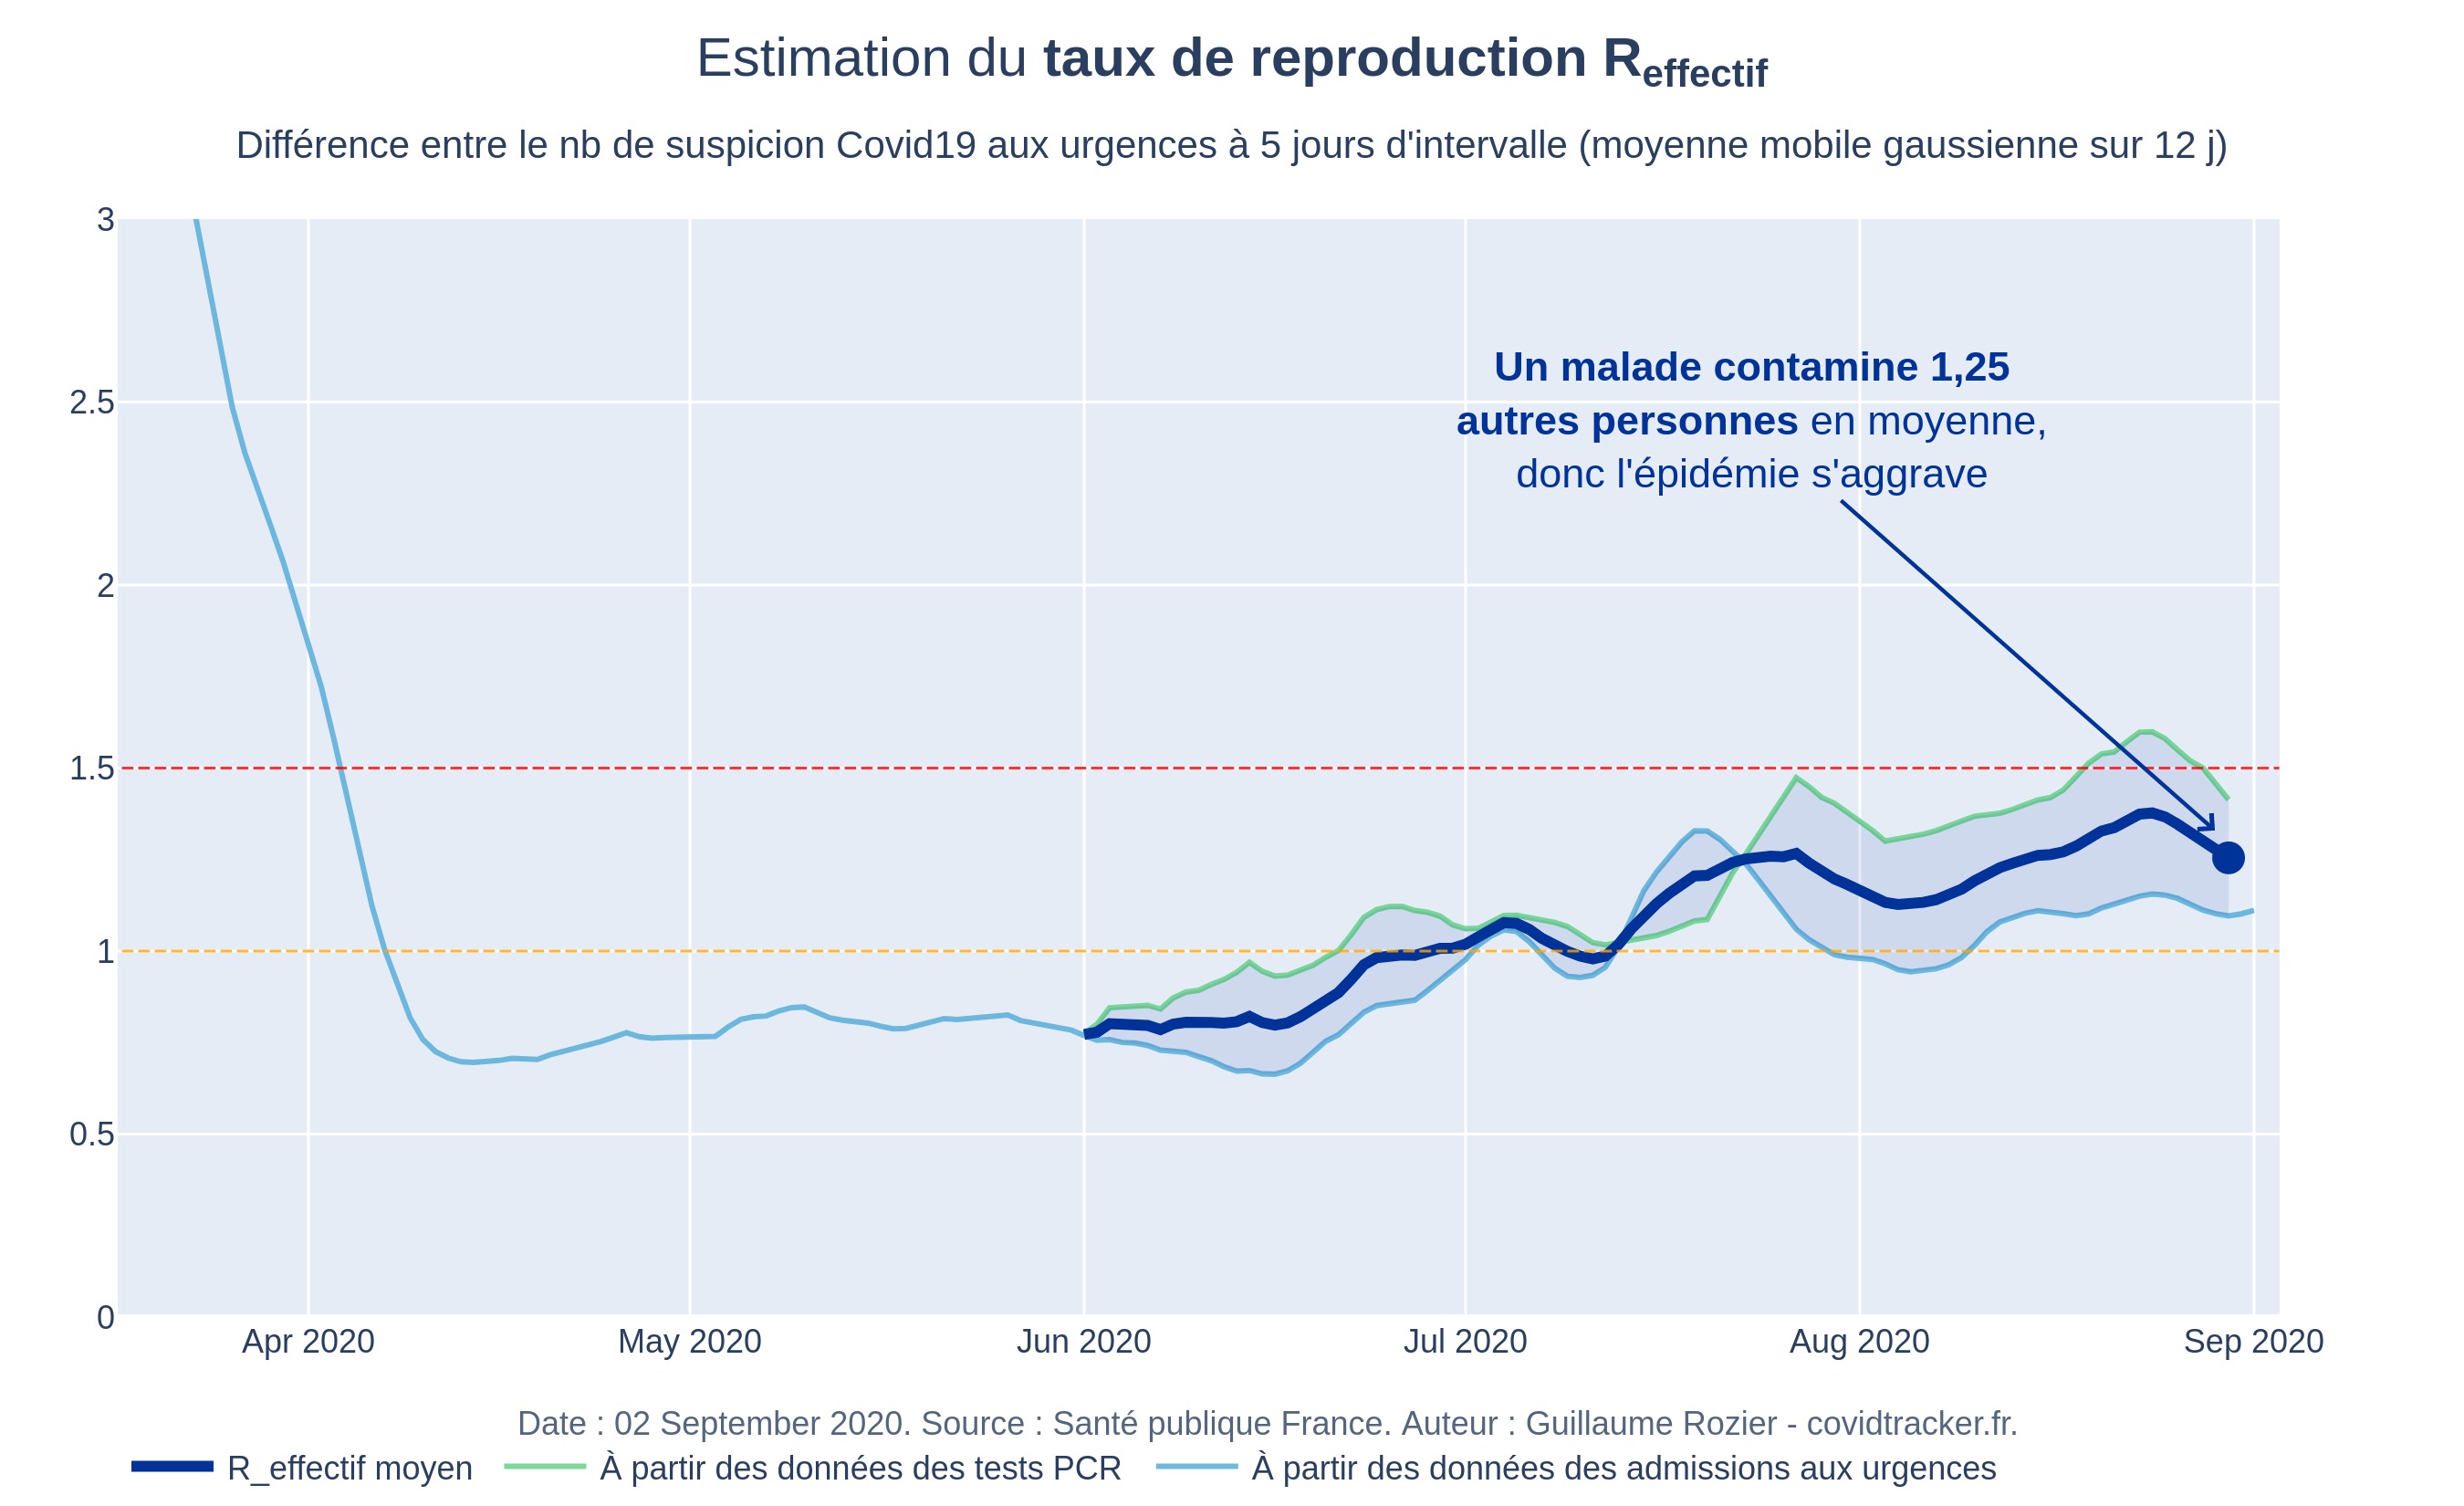 Estimation du taux de reproduction Reffectif
Différence entre le nb de suspicion Covid19 aux urgences à 5 jours d'intervalle (moyenne mobile gaussienne sur 12 j)
3
2.5
2
1.5
1
0.5
0
Un malade contamine 1,25
autres personnes en moyenne,
donc l'épidémie s'aggrave
Apr 2020 May 2020 Jun 2020 Jul 2020 Aug 2020 Sep 2020
Date : 02 September 2020. Source : Santé publique France. Auteur : Guillaume Rozier - covidtracker.fr.
R_effectif moyen À partir des données des tests PCR À partir des données des admissions aux urgences